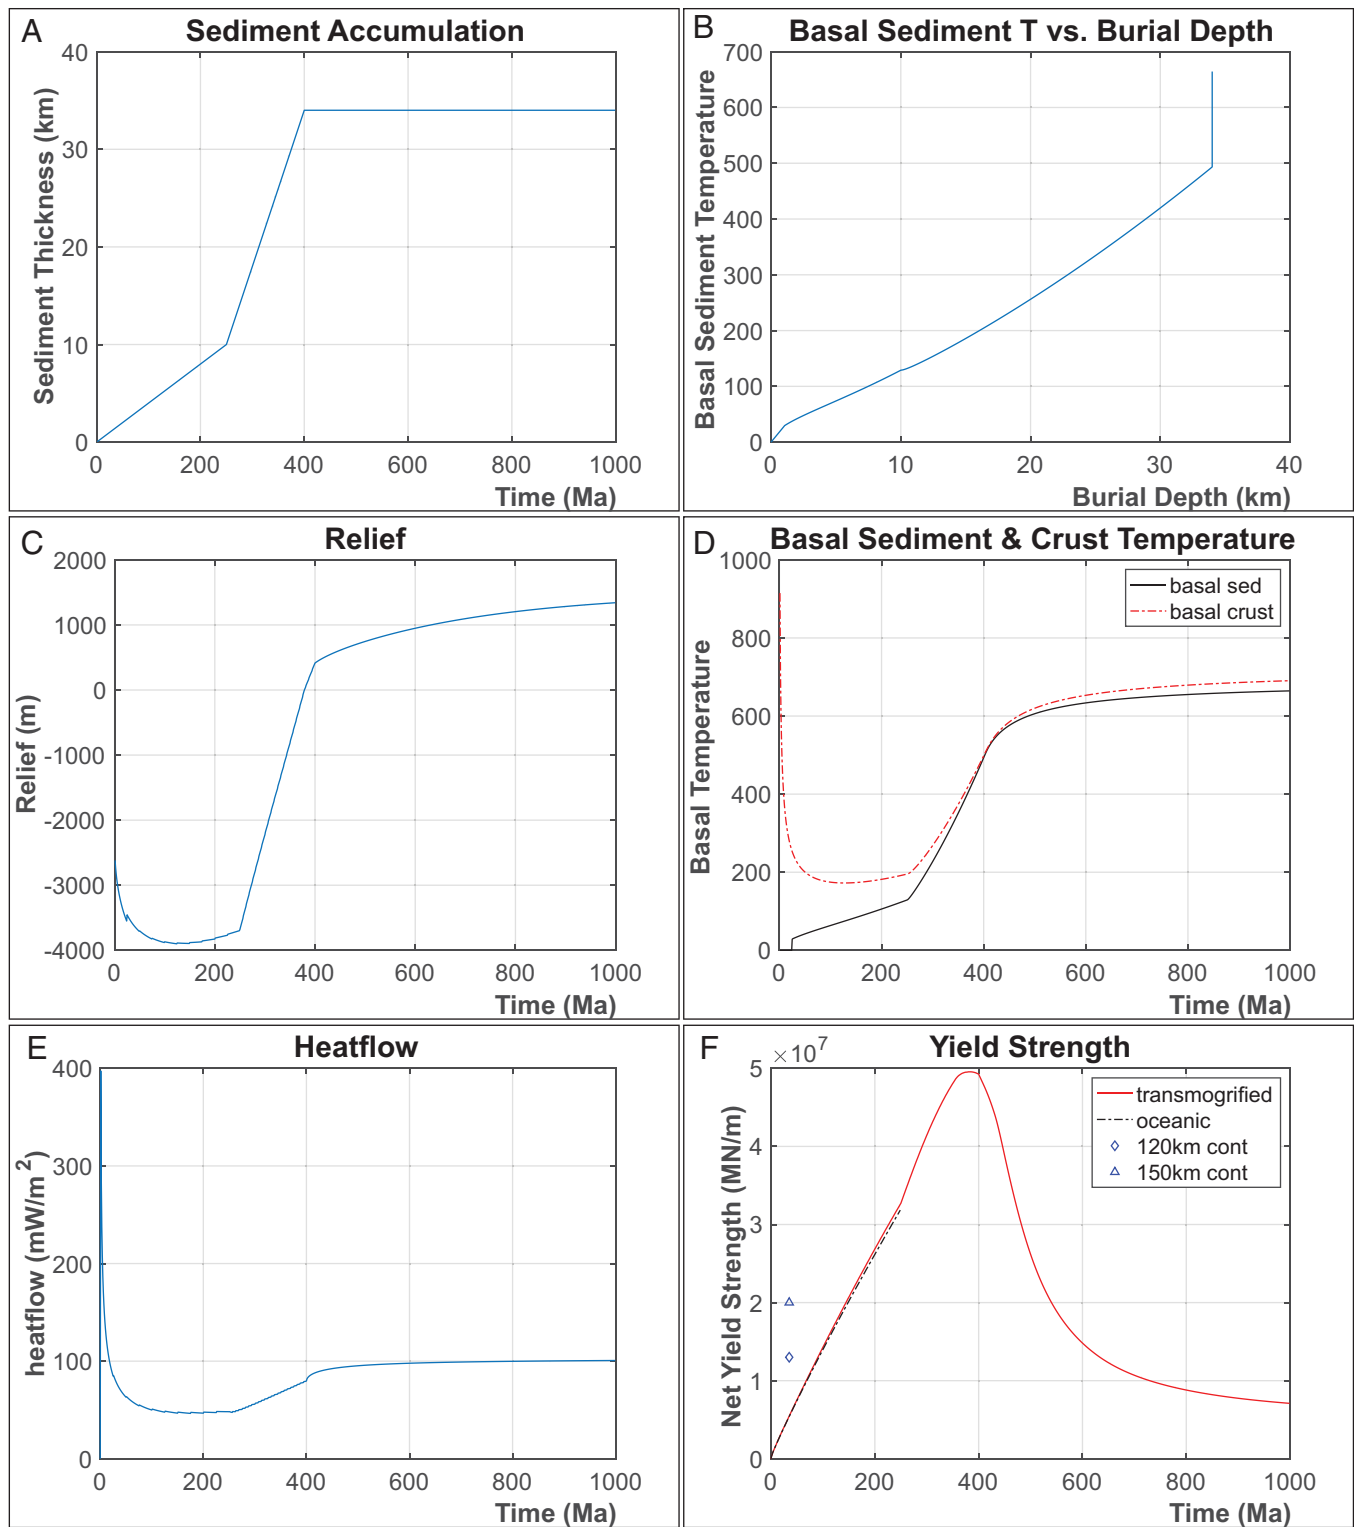 A
Sediment Accumulation
40
30
20
10
0
Sediment Thickness (km)
0 200 400 600 800 1000
Time (Ma)
B
Basal Sediment T vs. Burial Depth
700
600
500
400
300
200
100
0
Basal Sediment Temperature
0 10 20 30 40
Burial Depth (km)
C
Relief
2000
1000
0
-1000
-2000
-3000
-4000
Relief (m)
0 200 400 600 800 1000
Time (Ma)
D
Basal Sediment & Crust Temperature
1000
800
600
400
200
0
Basal Temperature
basal sed
basal crust
0 200 400 600 800 1000
Time (Ma)
E
Heatflow
400
300
200
100
0
heatflow (mW/m²)
0 200 400 600 800 1000
Time (Ma)
F
Yield Strength
×10⁷
5
4
3
2
1
0
Net Yield Strength (MN/m)
transmogrified
oceanic
120km cont
150km cont
0 200 400 600 800 1000
Time (Ma)